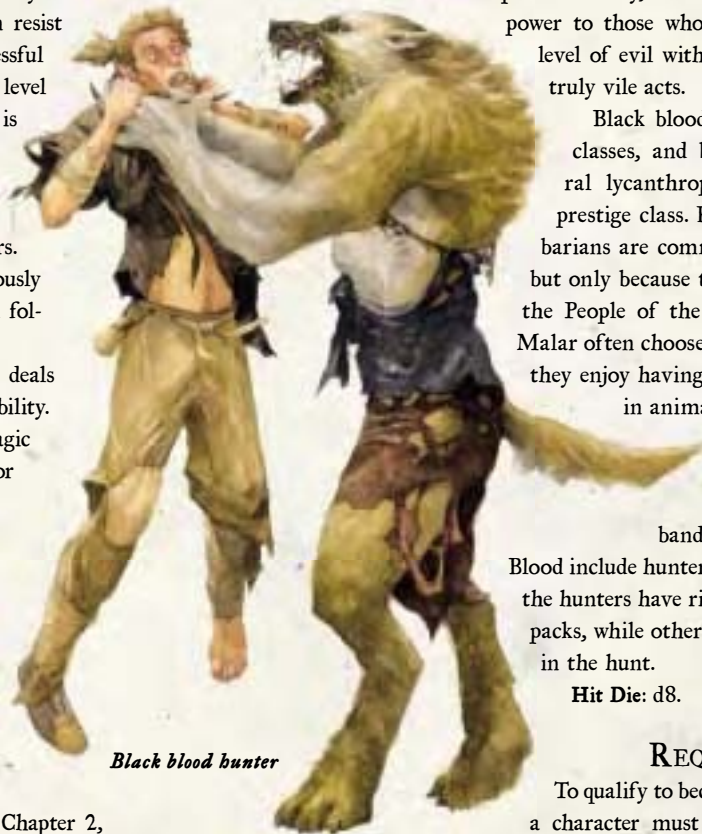 resist
essful
level
is
rs.
ously
fol-
deals
bility.
agic
or
Chapter 2,
Black blood hunter
power to those who
level of evil with
truly vile acts.
Black blood
classes, and
ral lycanthrop
prestige class.
barians are comm
but only because
the People of the
Malar often choose
they enjoy having
in anima
band
Blood include hunter
the hunters have ri
packs, while other
in the hunt.
Hit Die: d8.
REQ
To qualify to bec
a character must